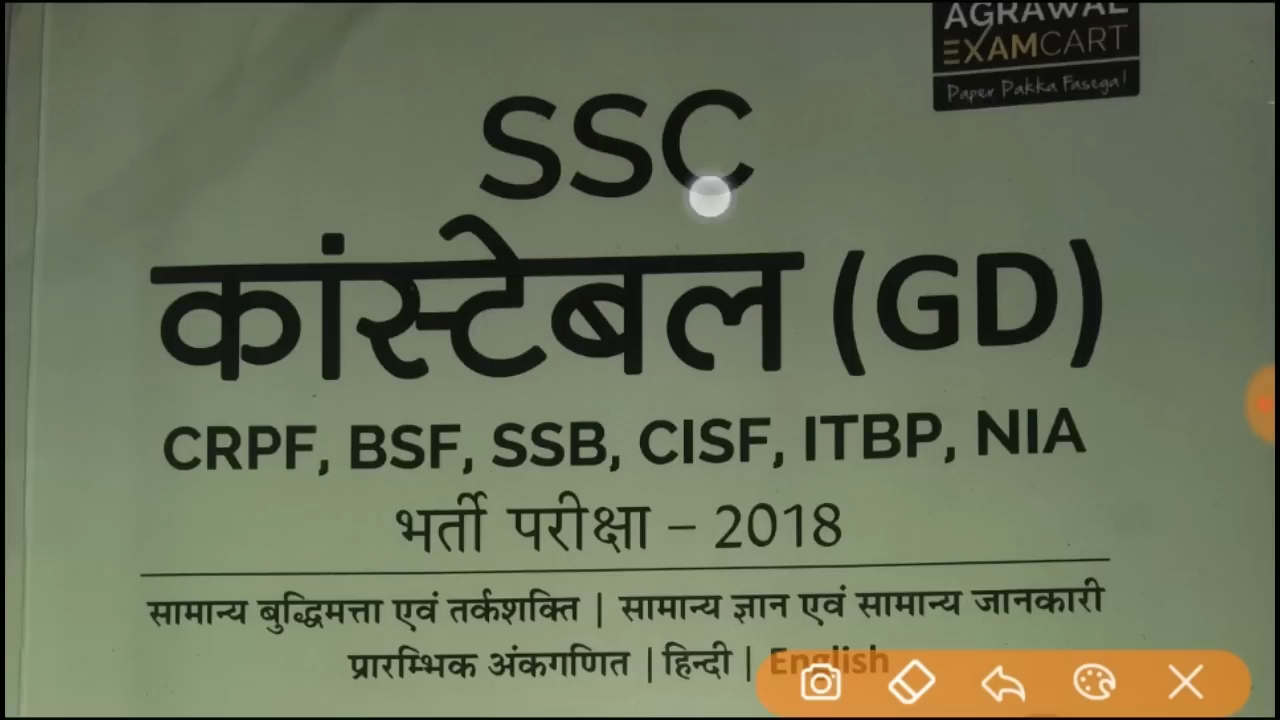 AGRAWAL
EXAMCART
Paper Pakka Fasega!
SSC
कांस्टेबल (GD)
CRPF, BSF, SSB, CISF, ITBP, NIA
भर्ती परीक्षा – 2018
सामान्य बुद्धिमत्ता एवं तर्कशक्ति | सामान्य ज्ञान एवं सामान्य जानकारी
प्रारम्भिक अंकगणित | हिन्दी | English